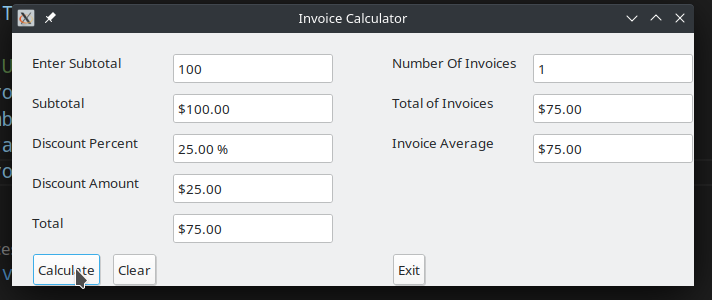 Invoice Calculator
Enter Subtotal 100 Number Of Invoices 1
Subtotal $100.00 Total of Invoices $75.00
Discount Percent 25.00 % Invoice Average $75.00
Discount Amount $25.00
Total $75.00
Calculate Clear Exit